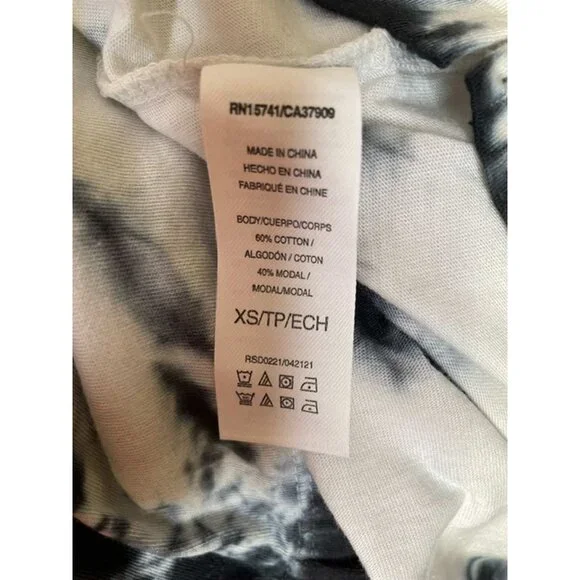 RN15741/CA37909
MADE IN CHINA
HECHO EN CHINA
FABRIQUÉ EN CHINE
BODY/CUERPO/CORPS
60% COTTON /
ALGODÓN / COTON
40% MODAL /
MODAL/MODAL
XS/TP/ECH
RSD0221/042121